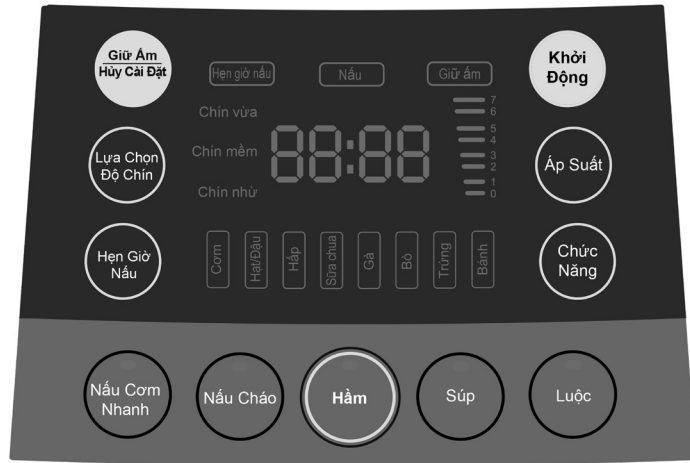 Giữ Ấm
Hủy Cài Đặt
Hẹn giờ nấu
Nấu
Giữ ấm
Khởi
Động
Chín vừa
Chín mềm
Chín nhừ
88:88
7
6
5
4
3
2
1
0
Lựa Chọn
Độ Chín
Áp Suất
Hẹn Giờ
Nấu
Cơm
Hạt/Đậu
Hấp
Sữa chua
Gà
Bò
Trứng
Bánh
Chức
Năng
Nấu Cơm
Nhanh
Nấu Cháo
Hầm
Súp
Luộc